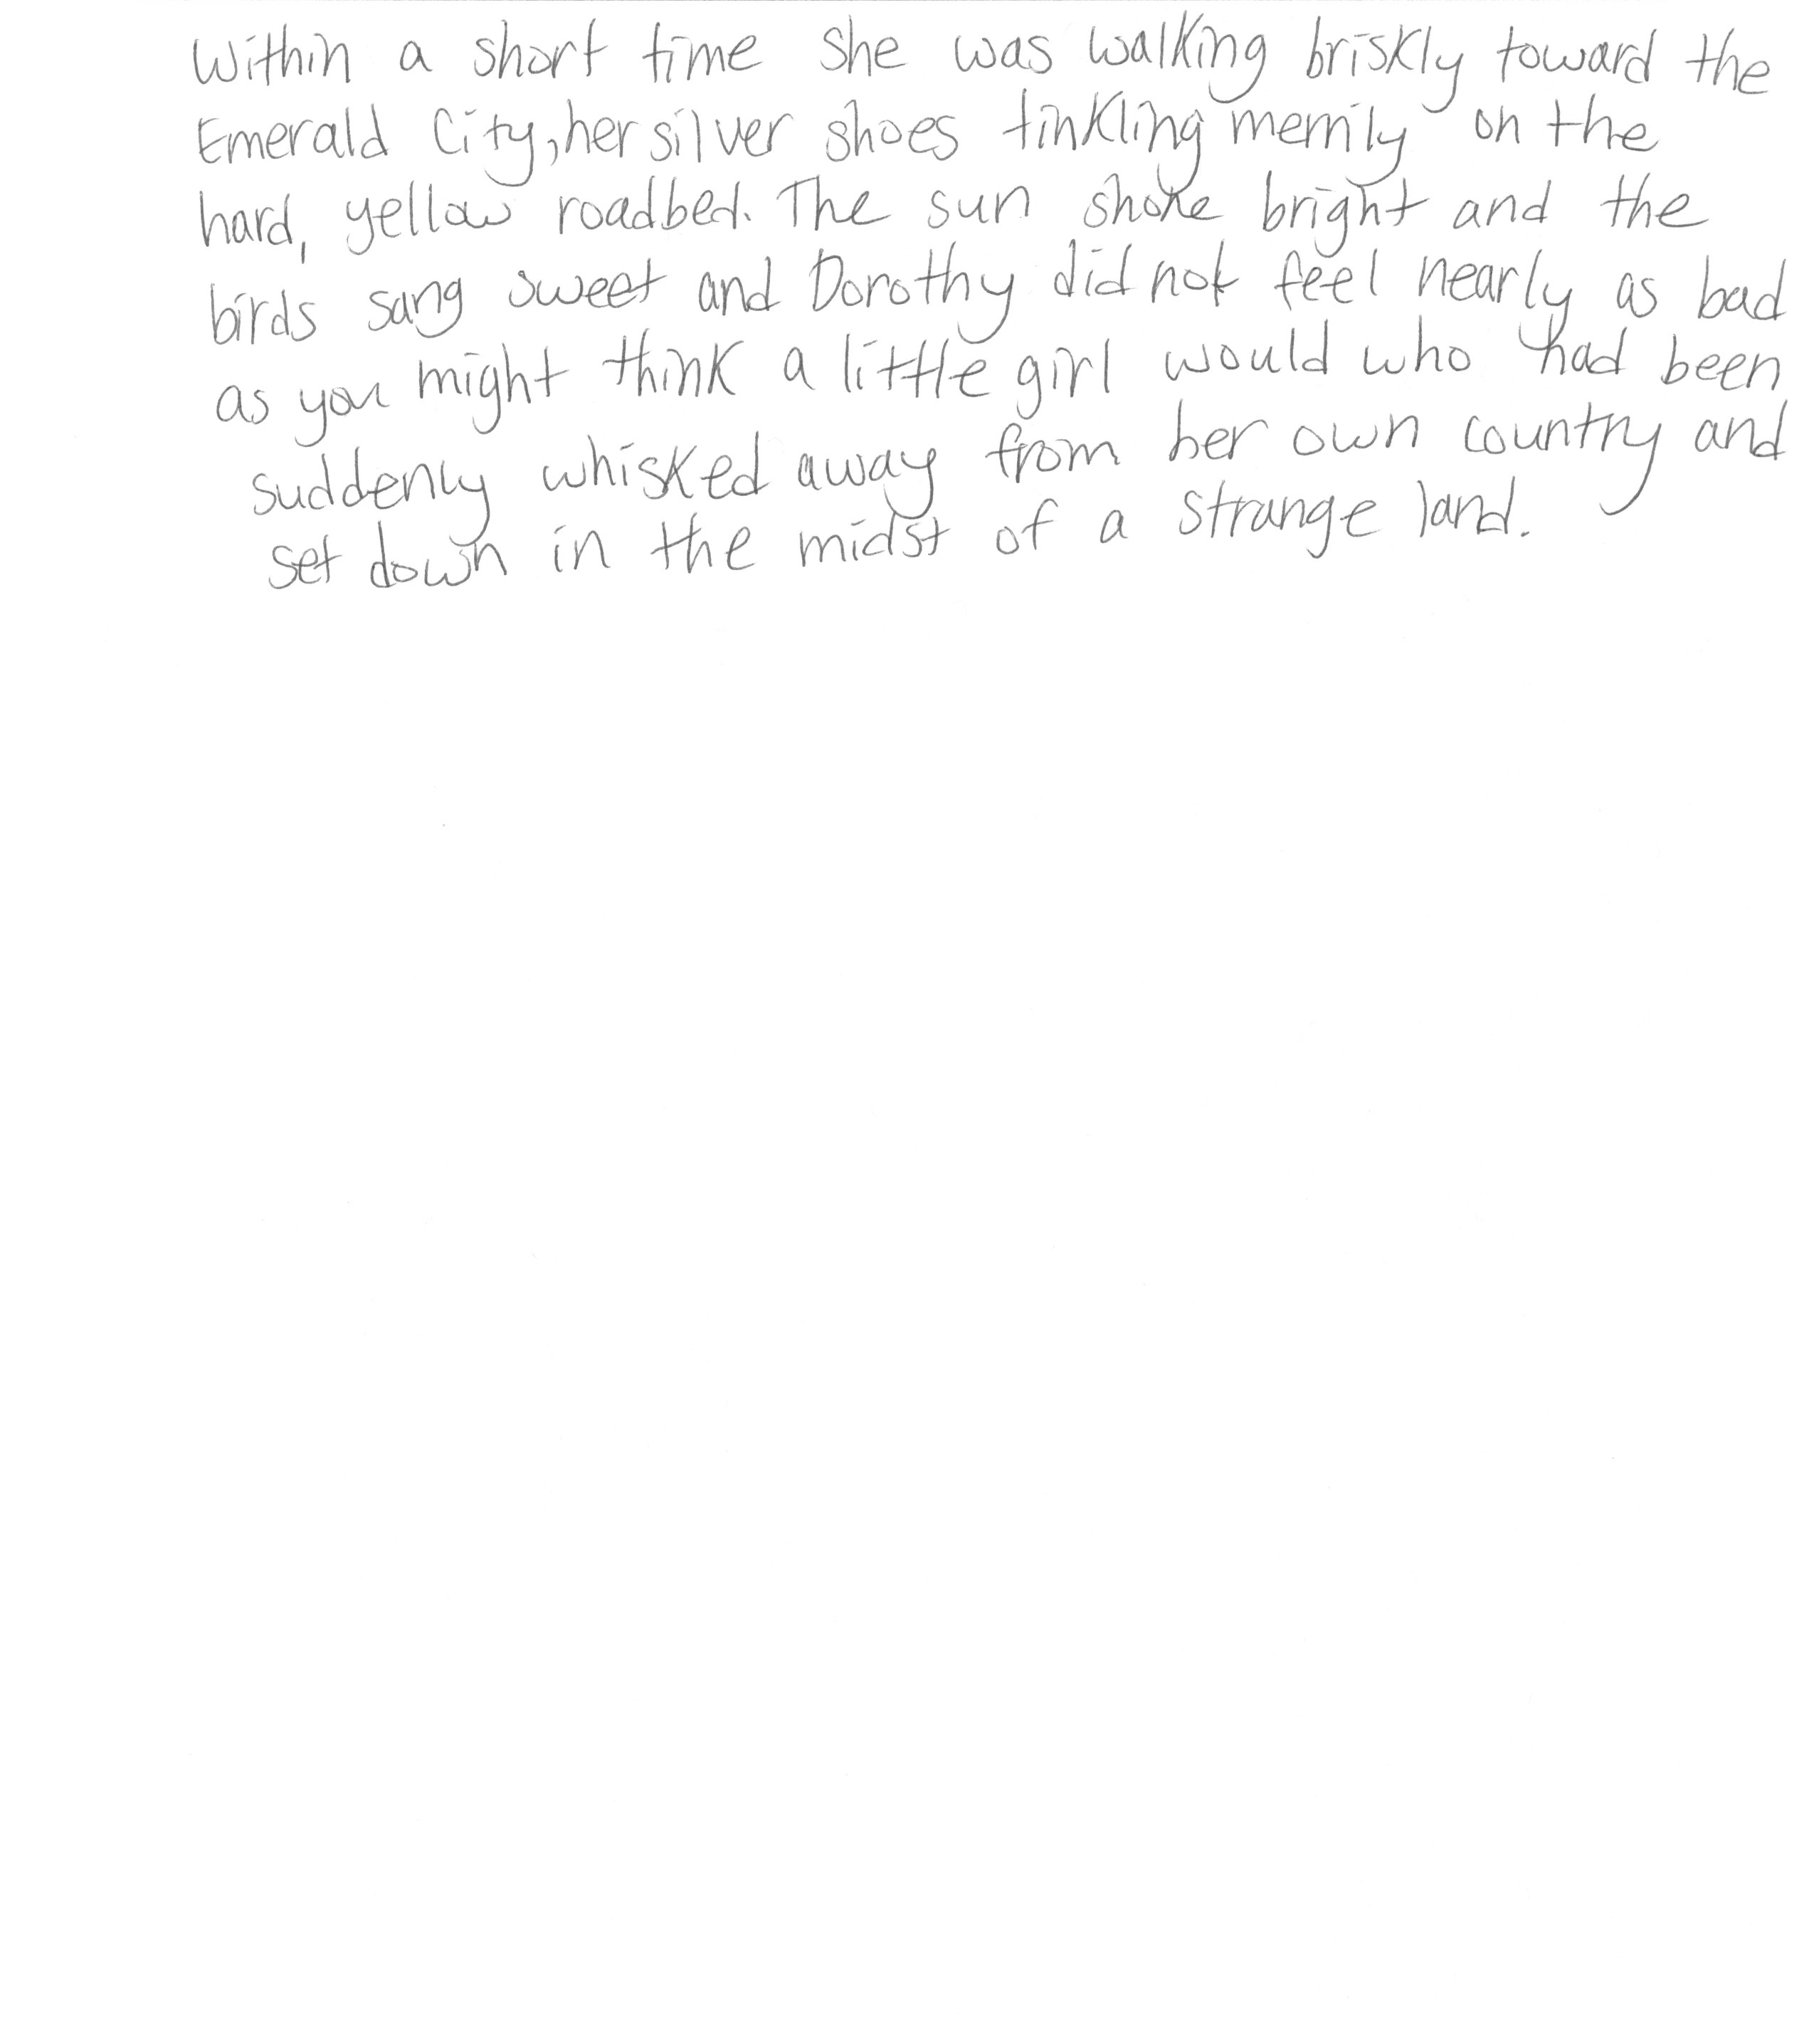 Within a short time she was walking briskly toward the
Emerald City, her silver shoes tinkling merrily on the
hard, yellow roadbed. The sun shone bright and the
birds sang sweet and Dorothy did not feel nearly as bad
as you might think a little girl would who had been
suddenly whisked away from her own country and
set down in the midst of a strange land.